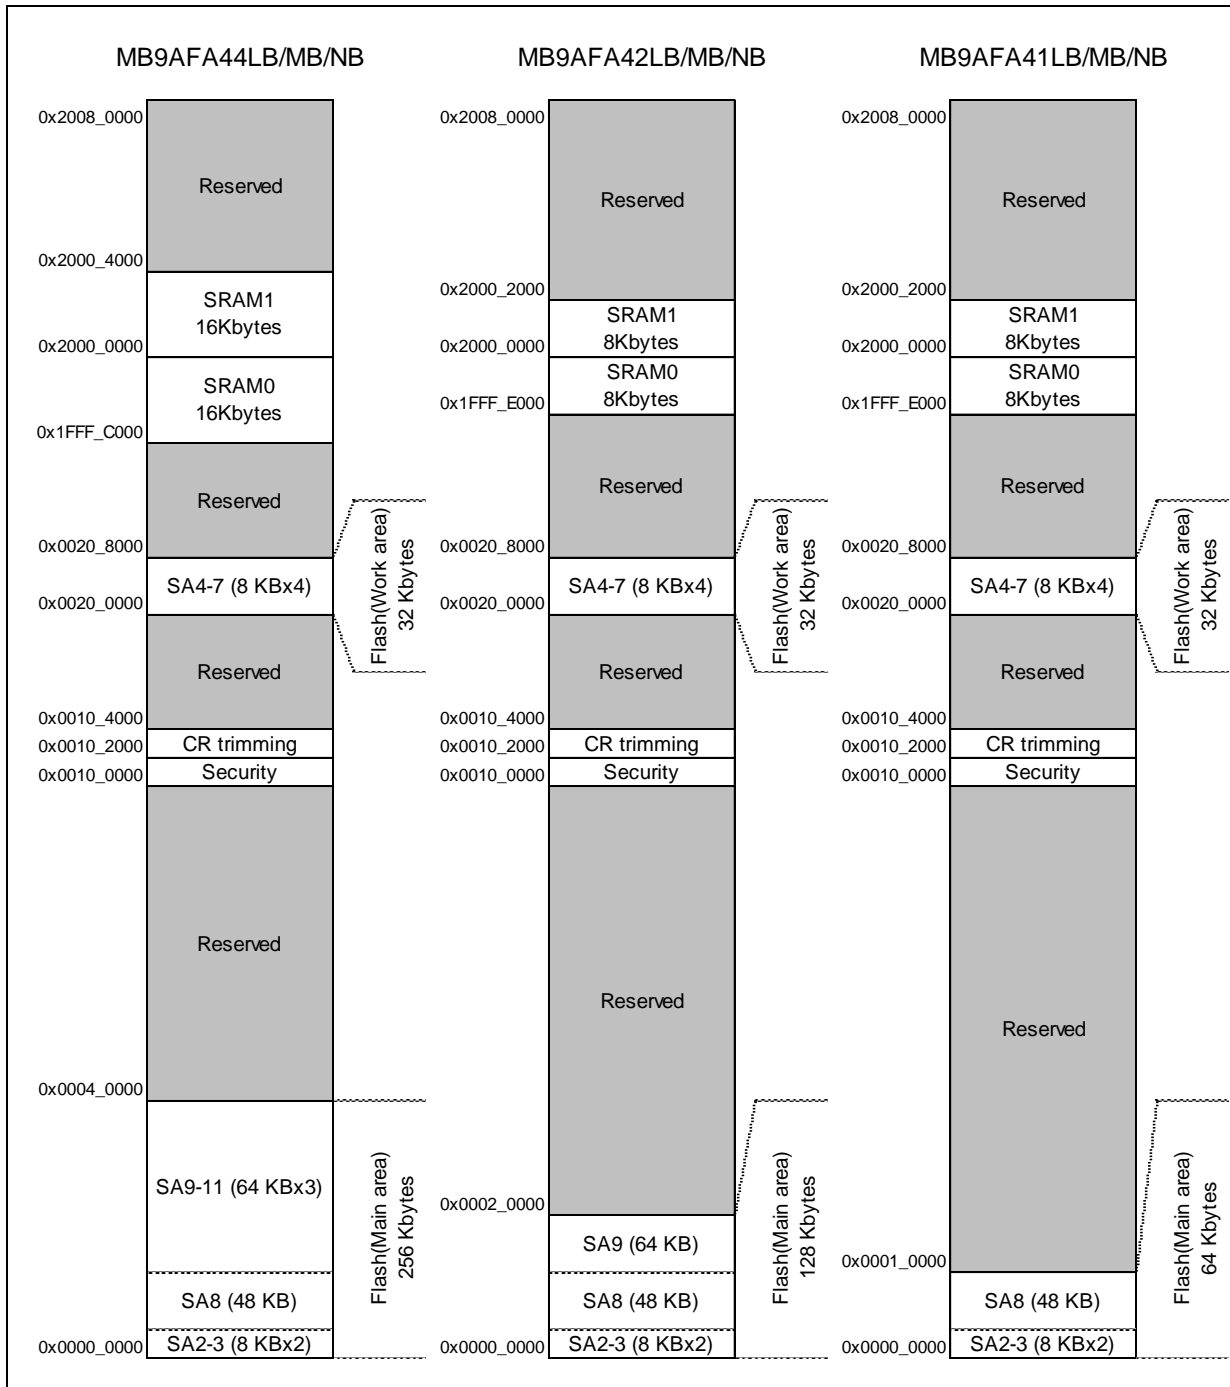 MB9AFA44LB/MB/NB
0x2008_0000
Reserved
0x2000_4000
SRAM1
16Kbytes
0x2000_0000
SRAM0
16Kbytes
0x1FFF_C000
Reserved
0x0020_8000
SA4-7 (8 KBx4)
0x0020_0000
Flash(Work area)
32 Kbytes
Reserved
0x0010_4000
CR trimming
0x0010_2000
Security
0x0010_0000
Reserved
0x0004_0000
SA9-11 (64 KBx3)
Flash(Main area)
256 Kbytes
SA8 (48 KB)
SA2-3 (8 KBx2)
0x0000_0000
MB9AFA42LB/MB/NB
0x2008_0000
Reserved
0x2000_2000
SRAM1
8Kbytes
0x2000_0000
SRAM0
8Kbytes
0x1FFF_E000
Reserved
0x0020_8000
SA4-7 (8 KBx4)
0x0020_0000
Flash(Work area)
32 Kbytes
Reserved
0x0010_4000
CR trimming
0x0010_2000
Security
0x0010_0000
Reserved
0x0002_0000
SA9 (64 KB)
Flash(Main area)
128 Kbytes
SA8 (48 KB)
SA2-3 (8 KBx2)
0x0000_0000
MB9AFA41LB/MB/NB
0x2008_0000
Reserved
0x2000_2000
SRAM1
8Kbytes
0x2000_0000
SRAM0
8Kbytes
0x1FFF_E000
Reserved
0x0020_8000
SA4-7 (8 KBx4)
0x0020_0000
Flash(Work area)
32 Kbytes
Reserved
0x0010_4000
CR trimming
0x0010_2000
Security
0x0010_0000
Reserved
0x0001_0000
Flash(Main area)
64 Kbytes
SA8 (48 KB)
SA2-3 (8 KBx2)
0x0000_0000